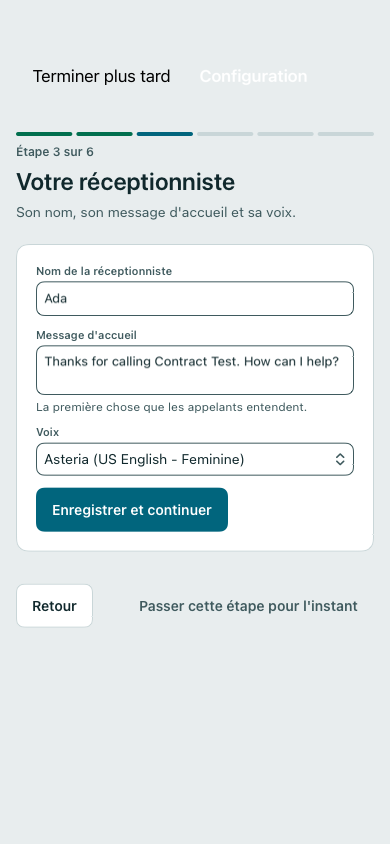 Terminer plus tard
Configuration
Étape 3 sur 6
Votre réceptionniste
Son nom, son message d'accueil et sa voix.
Nom de la réceptionniste
Ada
Message d'accueil
Thanks for calling Contract Test. How can I help?
La première chose que les appelants entendent.
Voix
Asteria (US English - Feminine)
Enregistrer et continuer
Retour
Passer cette étape pour l'instant